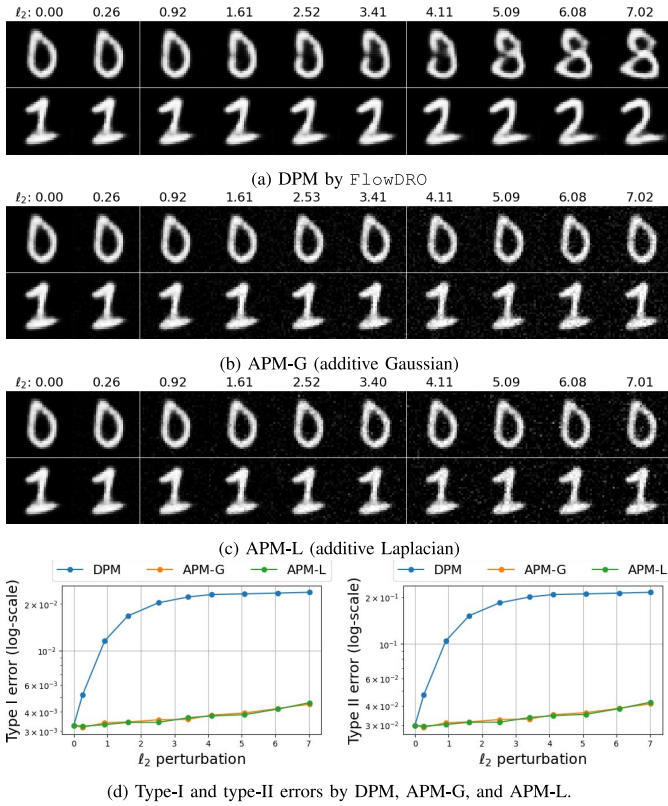 ℓ2: 0.00 0.26 0.92 1.61 2.53 3.41 4.11 5.09 6.08 7.02
(a) DPM by FlowDRO
ℓ2: 0.00 0.26 0.92 1.61 2.52 3.40 4.11 5.09 6.08 7.02
(b) APM-G (additive Gaussian)
ℓ2: 0.00 0.26 0.92 1.61 2.52 3.40 4.11 5.09 6.08 7.01
(c) APM-L (additive Laplacian)
DPM APM-G APM-L
Type I error (log-scale)
2 × 10⁻²
10⁻²
6 × 10⁻³
4 × 10⁻³
3 × 10⁻³
0 1 2 3 4 5 6 7
ℓ2 perturbation
DPM APM-G APM-L
Type II error (log-scale)
2 × 10⁻¹
10⁻¹
6 × 10⁻²
4 × 10⁻²
3 × 10⁻²
0 1 2 3 4 5 6 7
ℓ2 perturbation
(d) Type-I and type-II errors by DPM, APM-G, and APM-L.